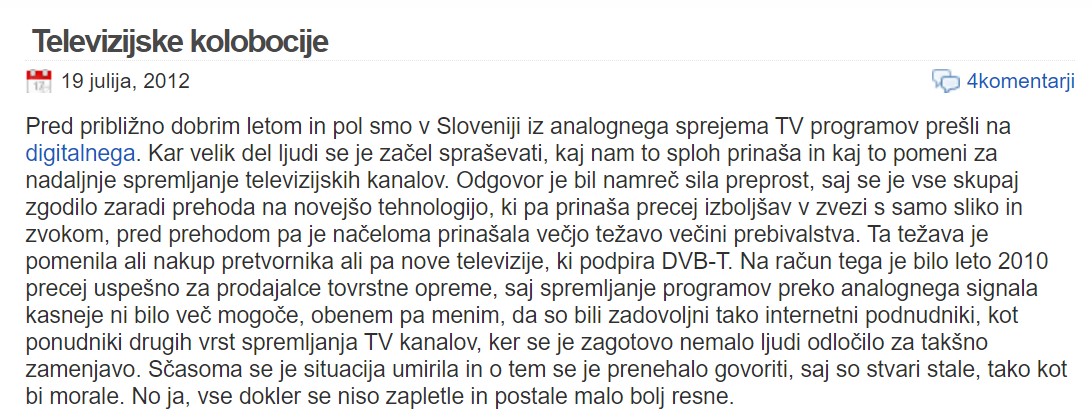 Televizijske kolobocije
19 julija, 2012
4komentarji
Pred približno dobrim letom in pol smo v Sloveniji iz analognega sprejema TV programov prešli na
digitalnega. Kar velik del ljudi se je začel spraševati, kaj nam to sploh prinaša in kaj to pomeni za
nadaljnje spremljanje televizijskih kanalov. Odgovor je bil namreč sila preprost, saj se je vse skupaj
zgodilo zaradi prehoda na novejšo tehnologijo, ki pa prinaša precej izboljšav v zvezi s samo sliko in
zvokom, pred prehodom pa je načeloma prinašala večjo težavo večini prebivalstva. Ta težava je
pomenila ali nakup pretvornika ali pa nove televizije, ki podpira DVB-T. Na račun tega je bilo leto 2010
precej uspešno za prodajalce tovrstne opreme, saj spremljanje programov preko analognega signala
kasneje ni bilo več mogoče, obenem pa menim, da so bili zadovoljni tako internetni podnudniki, kot
ponudniki drugih vrst spremljanja TV kanalov, ker se je zagotovo nemalo ljudi odločilo za takšno
zamenjavo. Sčasoma se je situacija umirila in o tem se je prenehalo govoriti, saj so stvari stale, tako kot
bi morale. No ja, vse dokler se niso zapletle in postale malo bolj resne.